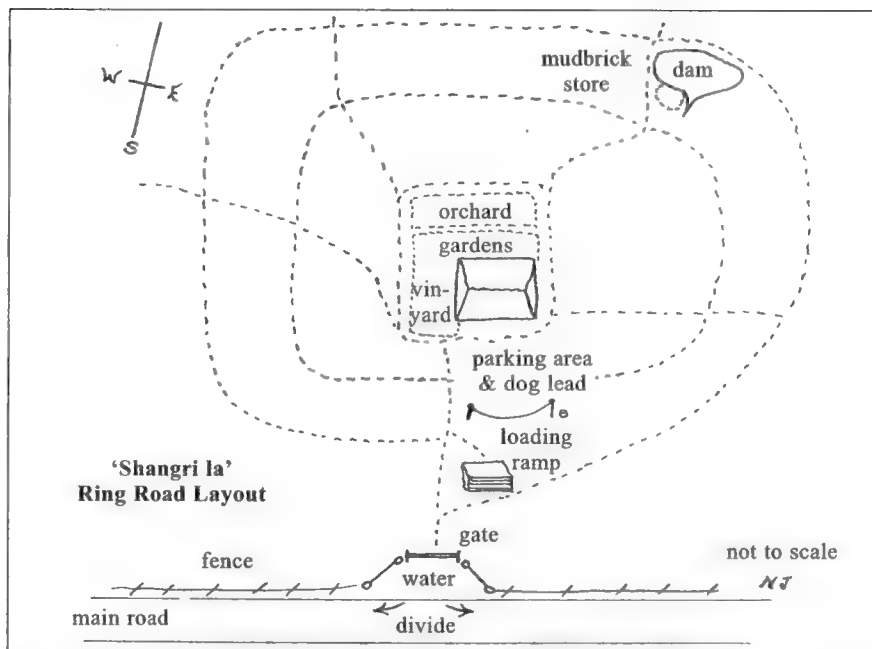 mudbrick
store
dam
W
E
S
orchard
gardens
vin-
yard
parking area
& dog lead
loading
ramp
'Shangri la'
Ring Road Layout
gate
fence
water
not to scale
NJ
main road
divide